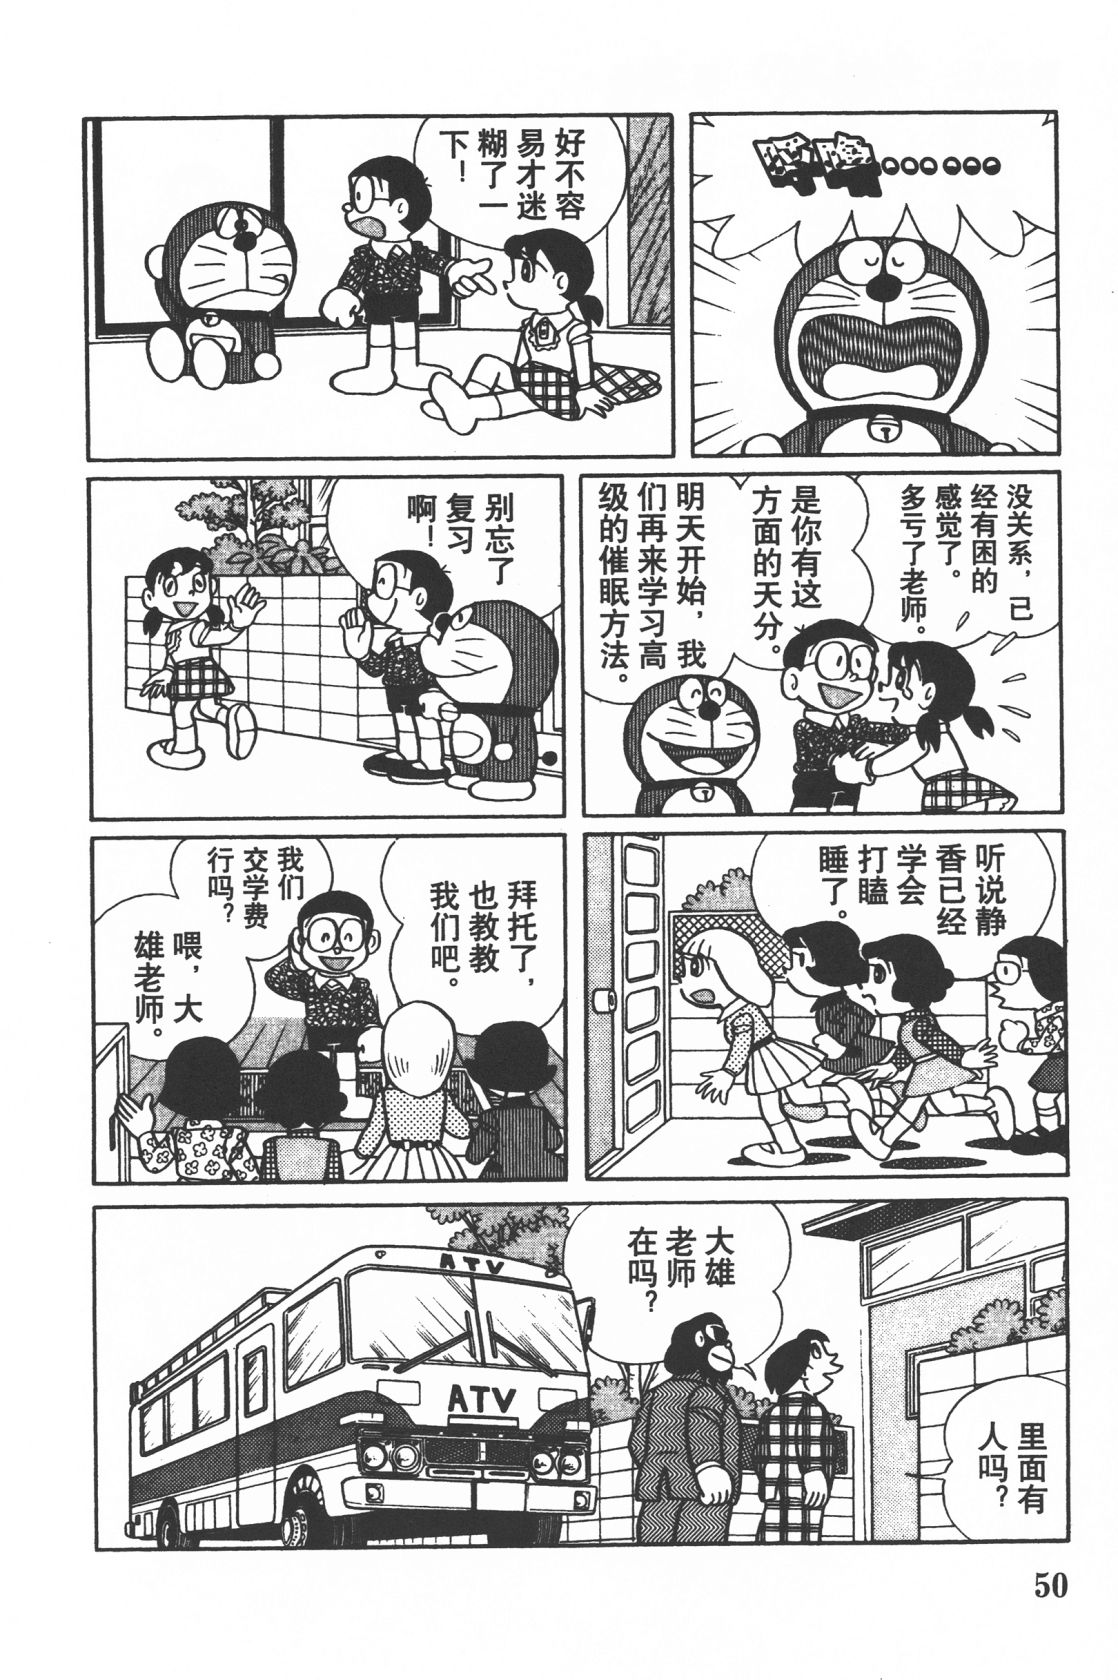 好不容
易才迷
糊了一
下！
没关系，已
经有困的
感觉了。
多亏了老师。
是你有这
方面的天分。
明天开始，我
们再来学习高
级的催眠方法。
别忘了
复习
啊！
听说静
香已经
学会
打瞌
睡了。
拜托了，
也教教
我们吧。
我们
交学费
行吗？
喂，大
雄老师。
里面有
人吗？
大雄
老师
在吗？
ATV
ATV
50